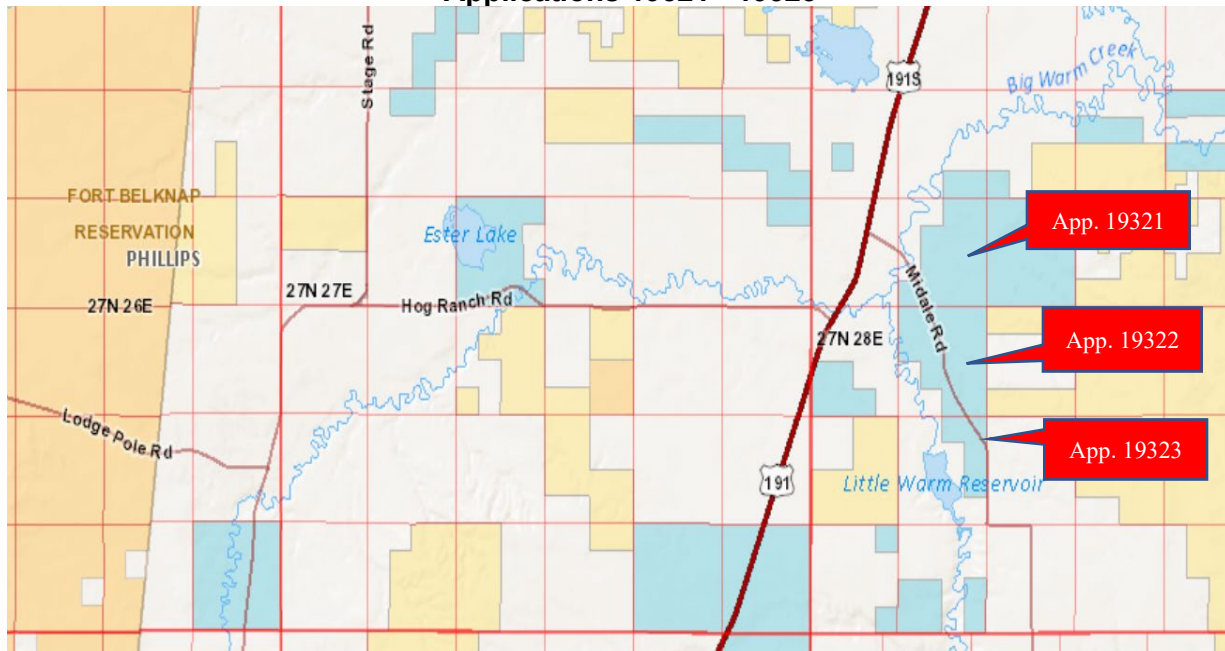 Stage Rd
191S
Big Warm Creek
FORT BELKNAP
RESERVATION
PHILLIPS
App. 19321
Ester Lake
Midale Rd
27N 26E
27N 27E
Hog Ranch Rd
27N 28E
App. 19322
Lodge Pole Rd
App. 19323
191
Little Warm Reservoir